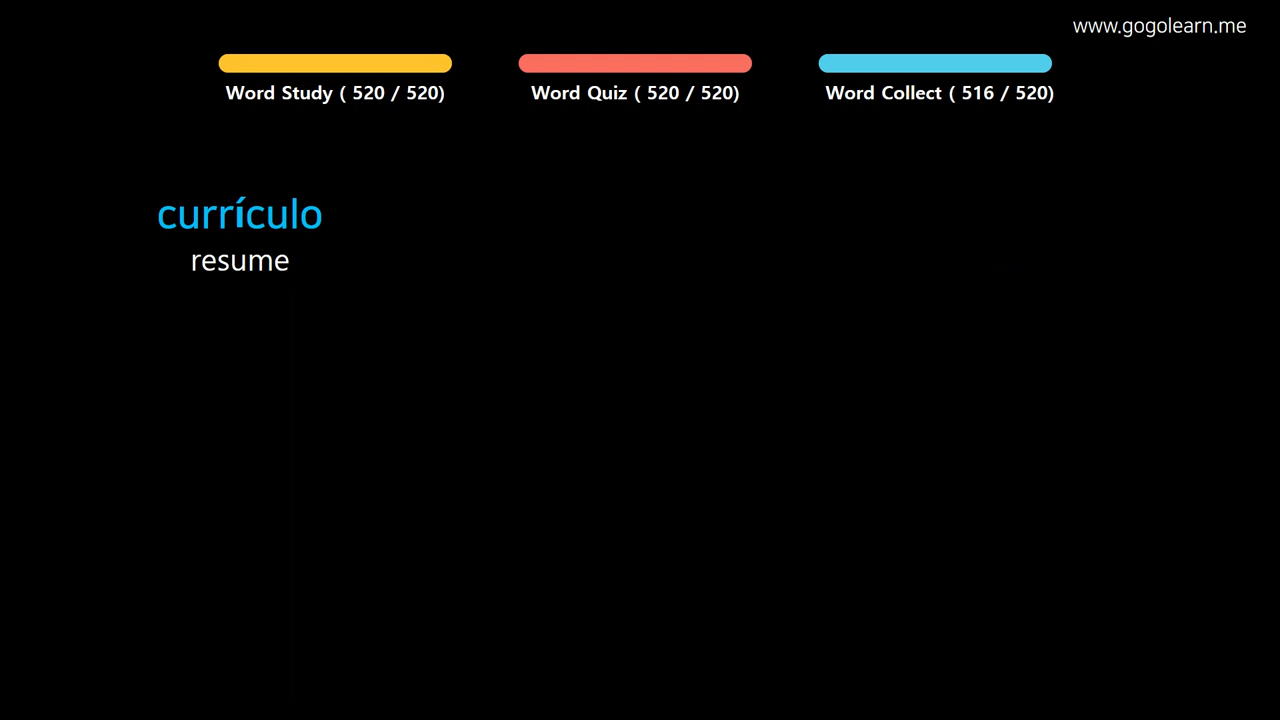 www.gogolearn.me
Word Study ( 520 / 520)
Word Quiz ( 520 / 520)
Word Collect ( 516 / 520)
currículo
resume